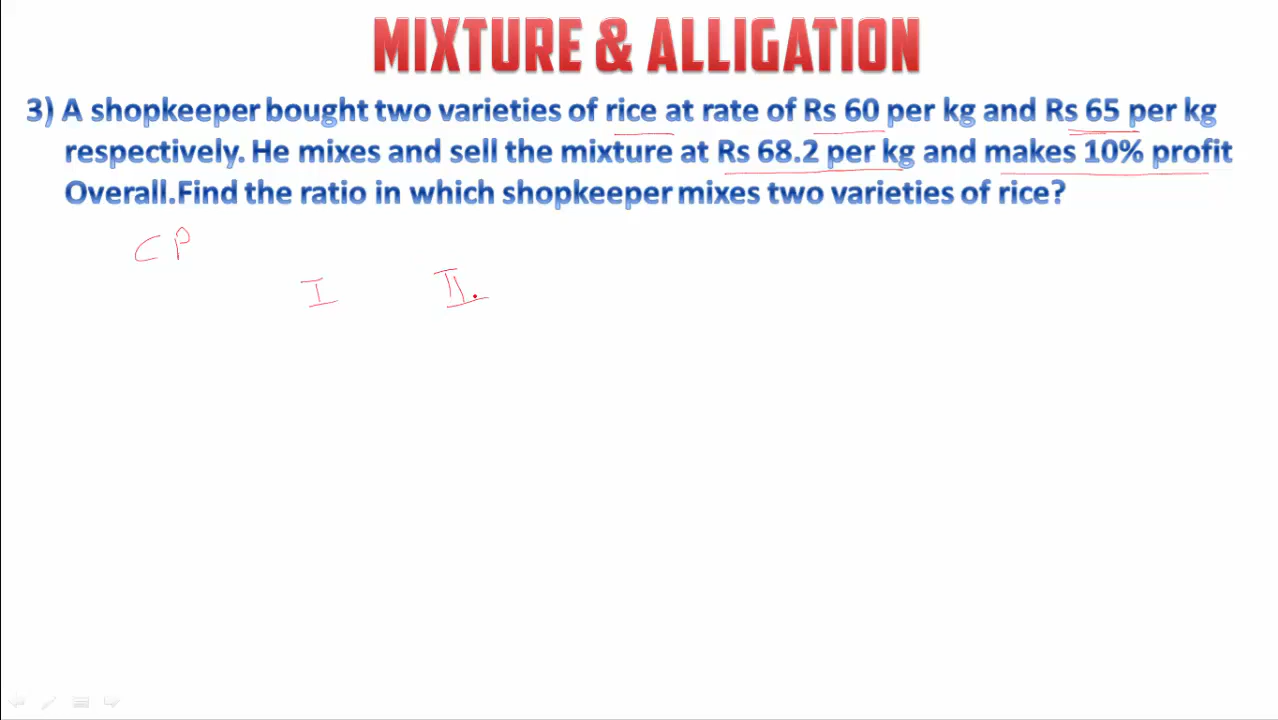 MIXTURE & ALLIGATION
3) A shopkeeper bought two varieties of rice at rate of Rs 60 per kg and Rs 65 per kg
respectively. He mixes and sell the mixture at Rs 68.2 per kg and makes 10% profit
Overall.Find the ratio in which shopkeeper mixes two varieties of rice?
CP
I II